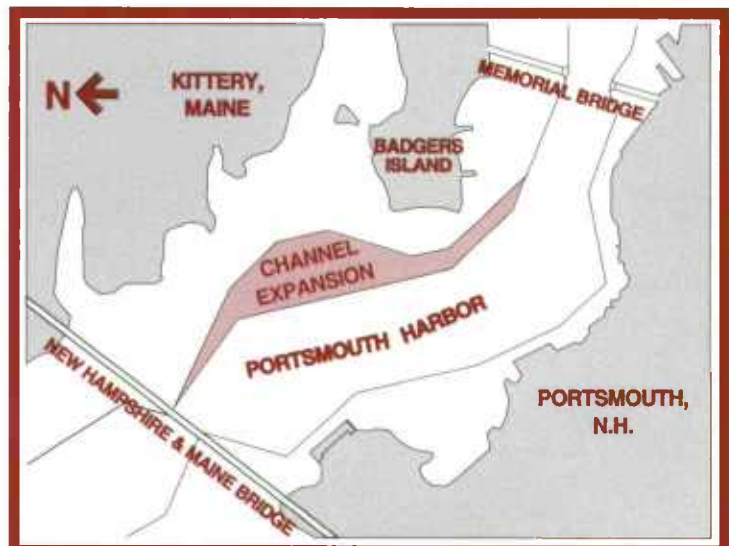 N
KITTERY,
MAINE
MEMORIAL BRIDGE
BADGERS
ISLAND
CHANNEL
EXPANSION
PORTSMOUTH HARBOR
NEW HAMPSHIRE & MAINE BRIDGE
PORTSMOUTH,
N.H.